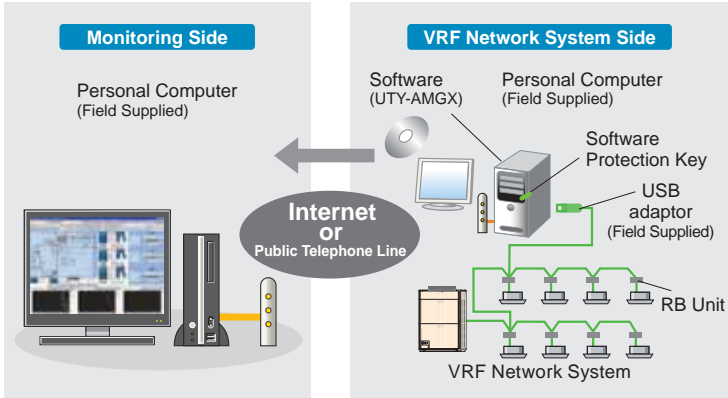 Monitoring Side
Personal Computer
(Field Supplied)
VRF Network System Side
Software
(UTY-AMGX)
Personal Computer
(Field Supplied)
Software
Protection Key
USB
adaptor
(Field Supplied)
Internet
or
Public Telephone Line
RB Unit
VRF Network System